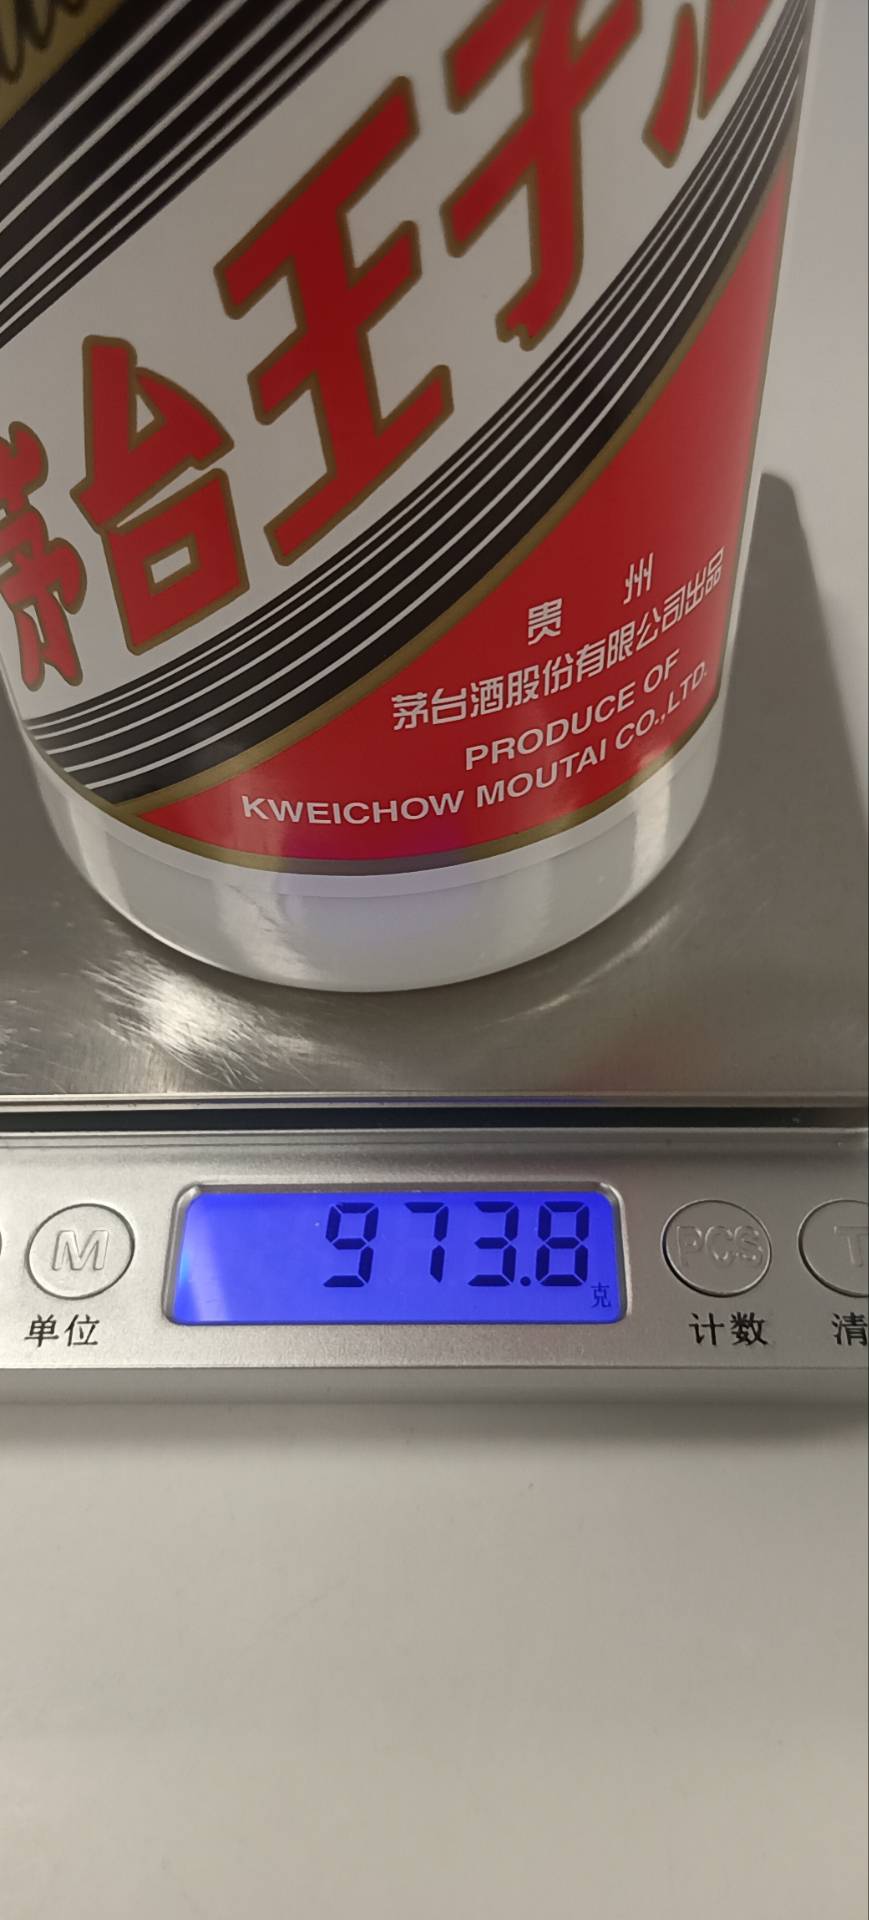 茅台王子
贵州
茅台酒股份有限公司出品
PRODUCE OF
KWEICHOW MOUTAI CO.,LTD.
973.8
克
M
PCS
T
单位
计数
清